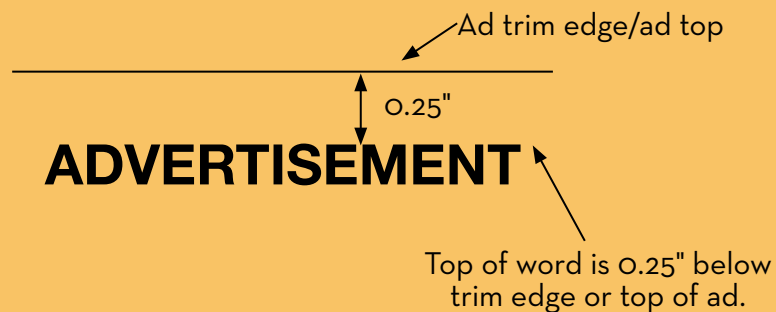 Ad trim edge/ad top
0.25"
ADVERTISEMENT
Top of word is 0.25" below
trim edge or top of ad.